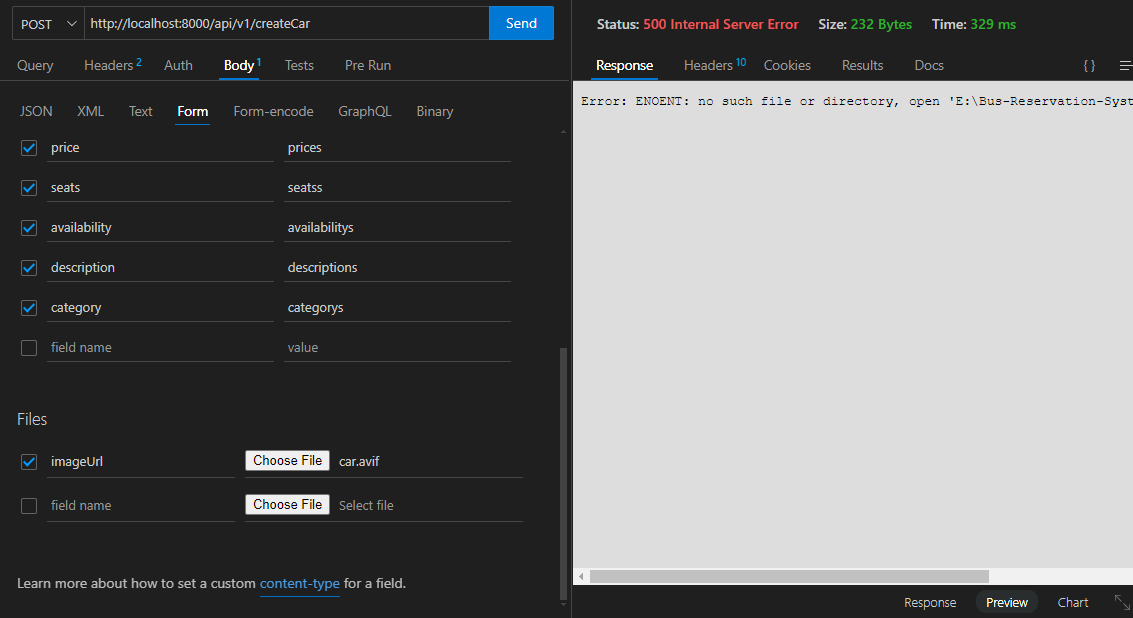 POST http://localhost:8000/api/v1/createCar Send
Query Headers 2 Auth Body 1 Tests Pre Run
JSON XML Text Form Form-encode GraphQL Binary
price prices
seats seatss
availability availabilitys
description descriptions
category categorys
field name value
Files
imageUrl Choose File car.avif
field name Choose File Select file
Learn more about how to set a custom content-type for a field.
Status: 500 Internal Server Error Size: 232 Bytes Time: 329 ms
Response Headers 10 Cookies Results Docs { }
Error: ENOENT: no such file or directory, open 'E:\Bus-Reservation-Syst
Response Preview Chart